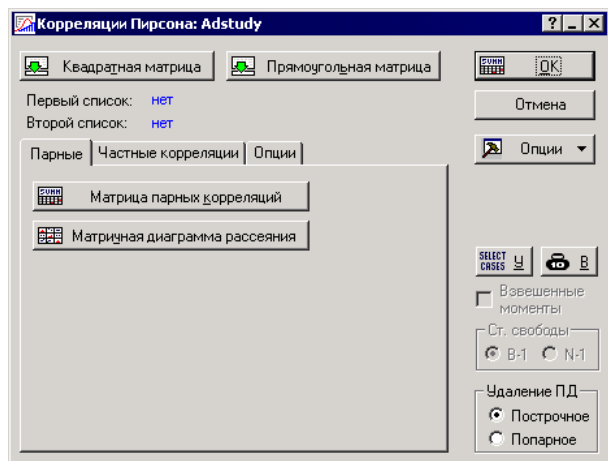 Корреляции Пирсона: Adstudy
Квадратная матрица
Прямоугольная матрица
OK
Первый список: нет
Второй список: нет
Отмена
Парные
Частные корреляции
Опции
Опции
Матрица парных корреляций
Матричная диаграмма рассеяния
SELECT CASES У
10 В
Взвешенные
моменты
Ст. свободы
В-1
N-1
Удаление ПД
Построчное
Попарное